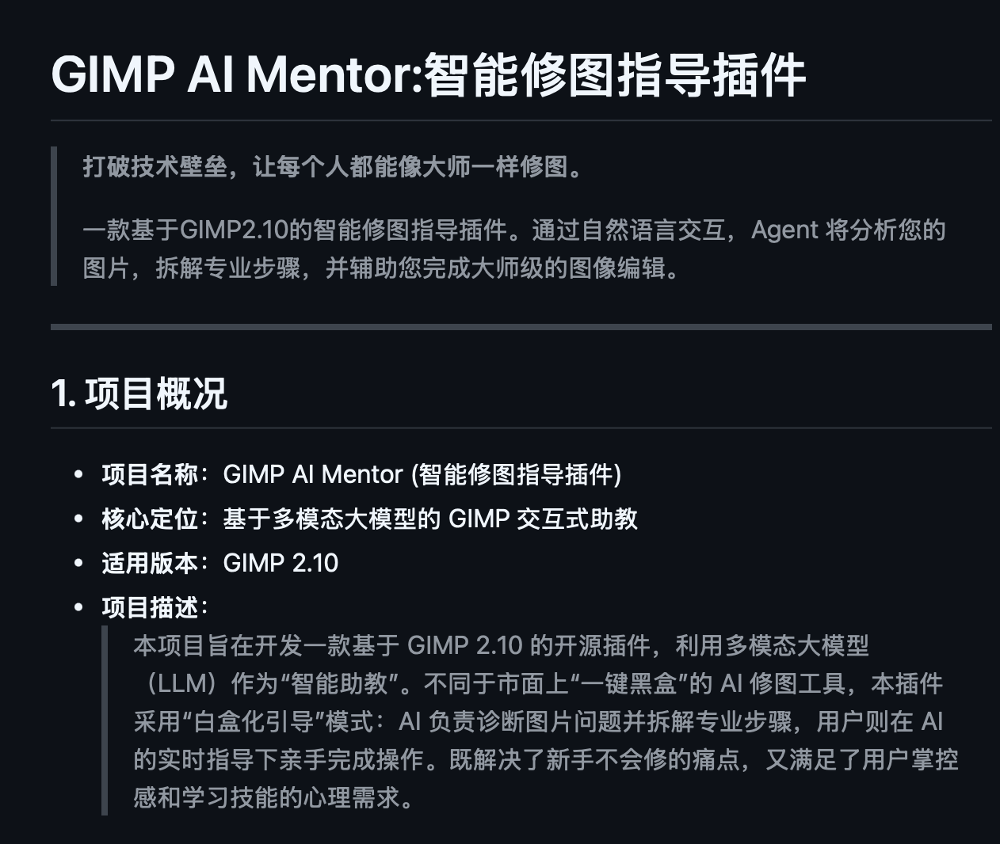 GIMP AI Mentor:智能修图指导插件
打破技术壁垒，让每个人都能像大师一样修图。
一款基于GIMP2.10的智能修图指导插件。通过自然语言交互，Agent 将分析您的
图片，拆解专业步骤，并辅助您完成大师级的图像编辑。
1. 项目概况
• 项目名称：GIMP AI Mentor (智能修图指导插件)
• 核心定位：基于多模态大模型的 GIMP 交互式助教
• 适用版本：GIMP 2.10
• 项目描述：
本项目旨在开发一款基于 GIMP 2.10 的开源插件，利用多模态大模型
（LLM）作为“智能助教”。不同于市面上“一键黑盒”的 AI 修图工具，本插件
采用“白盒化引导”模式：AI 负责诊断图片问题并拆解专业步骤，用户则在 AI
的实时指导下亲手完成操作。既解决了新手不会修的痛点，又满足了用户掌控
感和学习技能的心理需求。